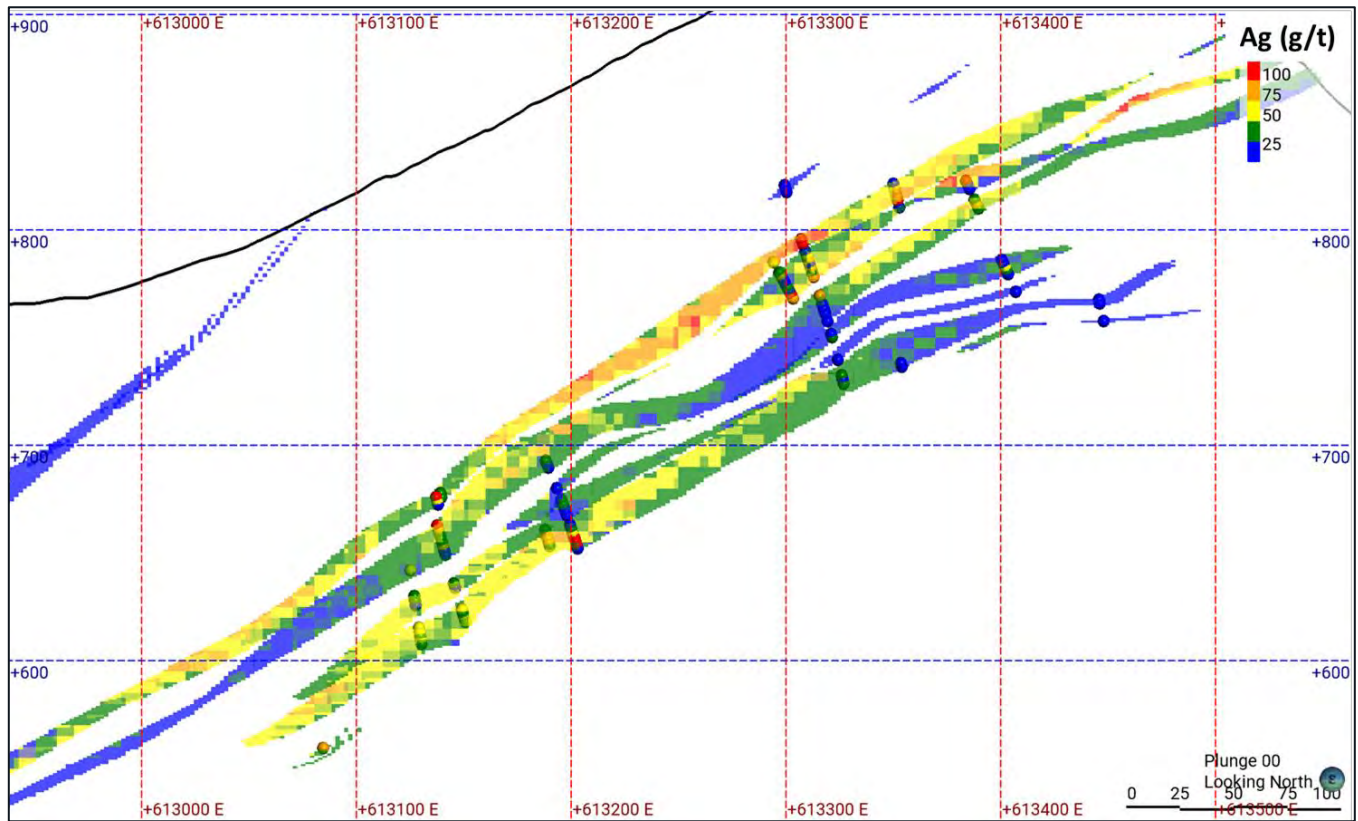 +900
+613000 E
+613100 E
+613200 E
+613300 E
+613400 E
+
Ag (g/t)
100
75
50
25
+800
+800
+700
+700
+600
+600
Plunge 00
Looking North
0 25 50 75 100
+613000 E
+613100 E
+613200 E
+613300 E
+613400 E
+613500 E